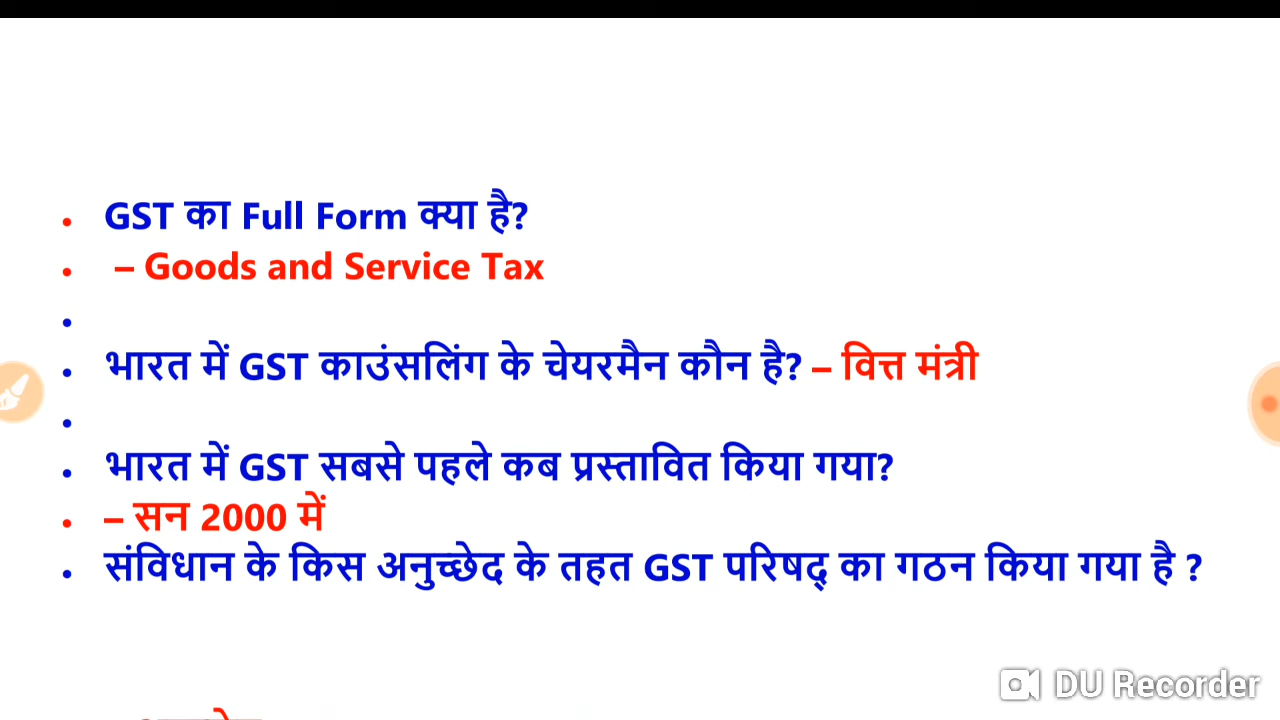 GST का Full Form क्या है?
– Goods and Service Tax
भारत में GST काउंसलिंग के चेयरमैन कौन है? – वित्त मंत्री
भारत में GST सबसे पहले कब प्रस्तावित किया गया?
– सन 2000 में
संविधान के किस अनुच्छेद के तहत GST परिषद् का गठन किया गया है ?
DU Recorder